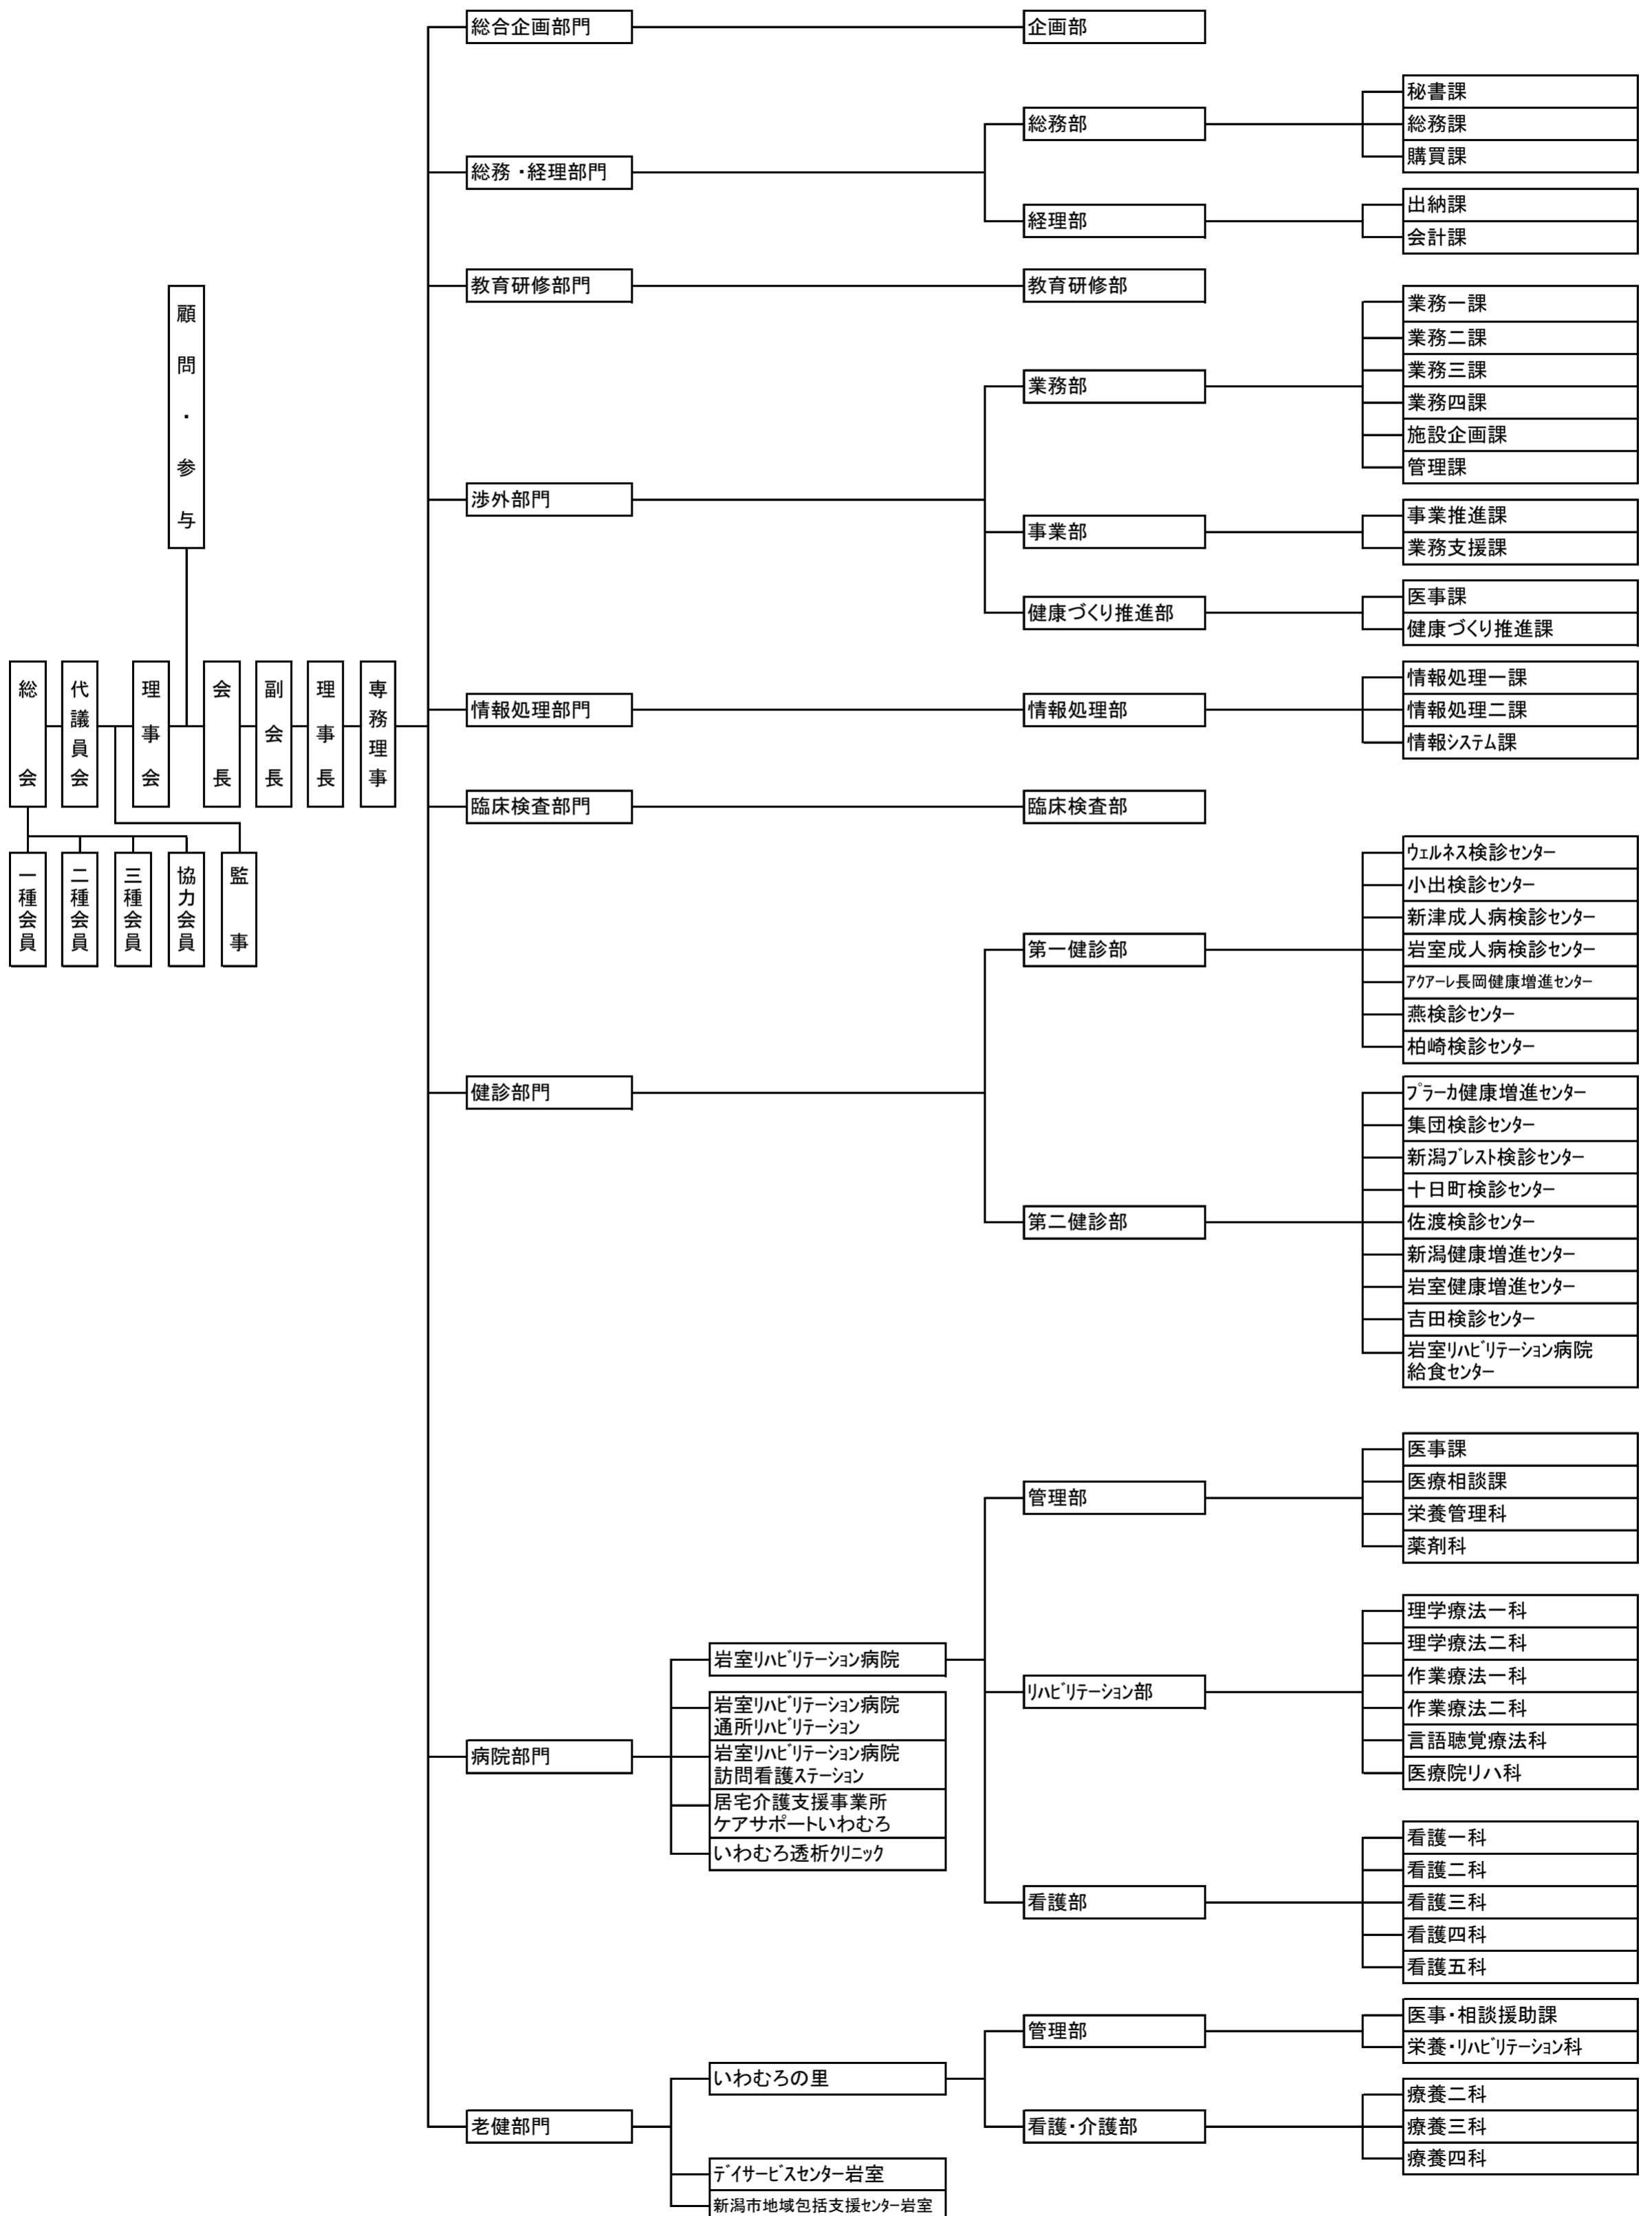 総会
代議員会
理事会
会長
副会長
理事長
専務理事
顧問・参与
一種会員
二種会員
三種会員
協力会員
監事
総合企画部門
企画部
総務・経理部門
総務部
秘書課
総務課
購買課
経理部
出納課
会計課
教育研修部門
教育研修部
渉外部門
業務部
業務一課
業務二課
業務三課
業務四課
施設企画課
管理課
事業部
事業推進課
業務支援課
健康づくり推進部
医事課
健康づくり推進課
情報処理部門
情報処理部
情報処理一課
情報処理二課
情報ｼｽﾃﾑ課
臨床検査部門
臨床検査部
健診部門
第一健診部
ｳｪﾙﾈｽ検診ｾﾝﾀｰ
小出検診ｾﾝﾀｰ
新津成人病検診ｾﾝﾀｰ
岩室成人病検診ｾﾝﾀｰ
ｱｸｱｰﾚ長岡健康増進ｾﾝﾀｰ
燕検診ｾﾝﾀｰ
柏崎検診ｾﾝﾀｰ
第二健診部
ﾌﾟﾗｰｶ健康増進ｾﾝﾀｰ
集団検診ｾﾝﾀｰ
新潟ﾌﾞﾚｽﾄ検診ｾﾝﾀｰ
十日町検診ｾﾝﾀｰ
佐渡検診ｾﾝﾀｰ
新潟健康増進ｾﾝﾀｰ
岩室健康増進ｾﾝﾀｰ
吉田検診ｾﾝﾀｰ
岩室ﾘﾊﾋﾞﾘﾃｰｼｮﾝ病院
給食ｾﾝﾀｰ
病院部門
岩室ﾘﾊﾋﾞﾘﾃｰｼｮﾝ病院
岩室ﾘﾊﾋﾞﾘﾃｰｼｮﾝ病院
通所ﾘﾊﾋﾞﾘﾃｰｼｮﾝ
岩室ﾘﾊﾋﾞﾘﾃｰｼｮﾝ病院
訪問看護ｽﾃｰｼｮﾝ
居宅介護支援事業所
ケアサポートいわむろ
いわむろ透析ｸﾘﾆｯｸ
管理部
医事課
医療相談課
栄養管理科
薬剤科
ﾘﾊﾋﾞﾘﾃｰｼｮﾝ部
理学療法一科
理学療法二科
作業療法一科
作業療法二科
言語聴覚療法科
医療院リハ科
看護部
看護一科
看護二科
看護三科
看護四科
看護五科
老健部門
いわむろの里
ﾃﾞｲｻｰﾋﾞｽｾﾝﾀｰ岩室
新潟市地域包括支援ｾﾝﾀｰ岩室
管理部
医事・相談援助課
栄養・ﾘﾊﾋﾞﾘﾃｰｼｮﾝ科
看護・介護部
療養二科
療養三科
療養四科